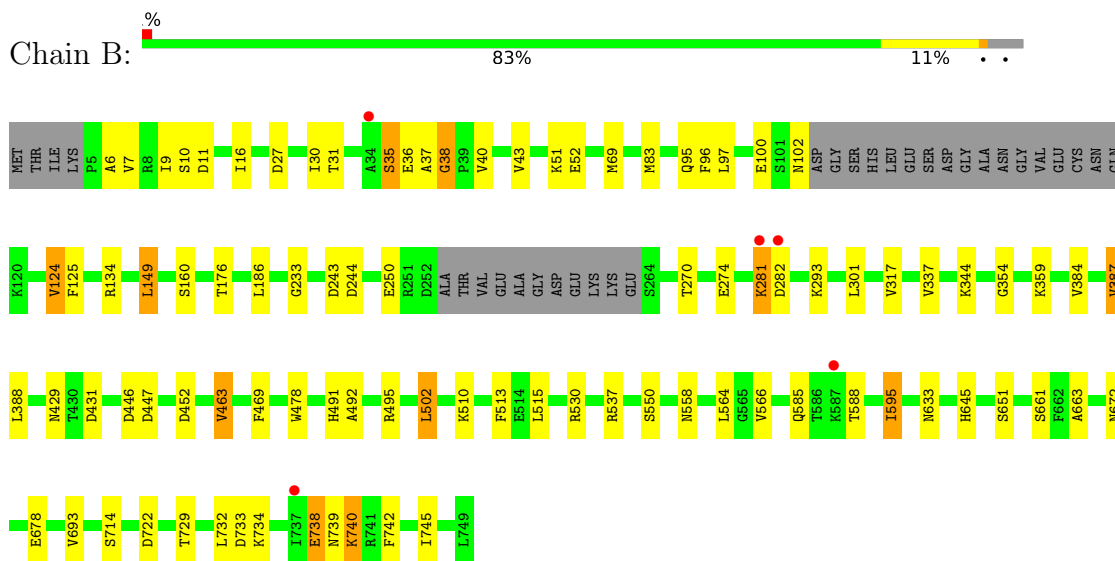 .%
Chain B:
83% 11% . .
MET THR ILE LYS P5 A6 V7 R8 I9 S10 D11 I16 D27 I30 T31 A34 S35 E36 A37 G38 P39 V40 V43 K51 E52 M69 M83 Q95 F96 L97 E100 S101 N102 ASP GLY SER HIS LEU GLU SER ASP GLY ALA ASN GLY VAL GLU CYS ASN GLN
K120 V124 F125 R134 L149 S160 T176 L186 G233 D243 D244 E250 R251 D252 ALA THR VAL GLU ALA GLY ASP GLU LYS LYS GLU S264 T270 E274 K281 D282 K293 L301 V317 V337 K344 G354 K359 V384 V387
L388 N429 T430 D431 D446 D447 D452 V463 F469 W478 H491 A492 R495 L502 K510 F513 E514 L515 R530 R537 S550 N558 L564 G565 V566 Q585 T586 K587 T588 I595 N633 H645 S651 S661 F662 A663 N672
E678 V693 S714 D722 T729 L732 D733 K734 I737 E738 N739 K740 R741 F742 I745 L749